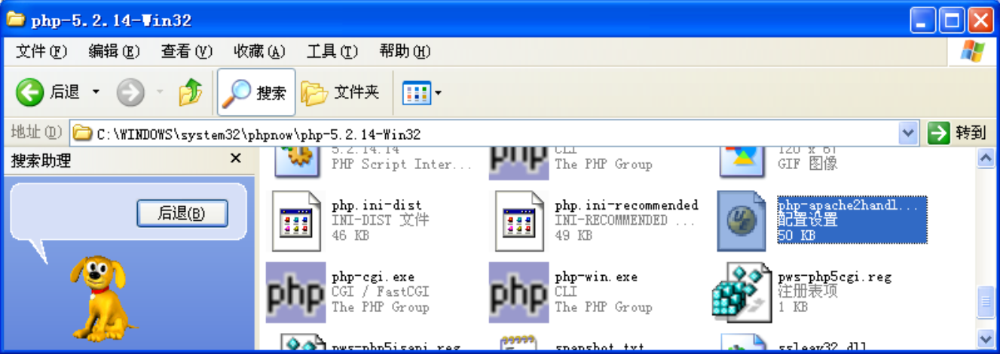 php-5.2.14-Win32
文件(F) 编辑(E) 查看(V) 收藏(A) 工具(T) 帮助(H)
后退 搜索 文件夹
地址(D) C:\WINDOWS\system32\phpnow\php-5.2.14-Win32 转到
搜索助理
后退(B)
5.2.14.14
PHP Script Inter...
php
CLI
The PHP Group
120 x 61
GIF 图像
php.ini-dist
INI-DIST 文件
46 KB
php.ini-recommended
INI-RECOMMENDED ...
49 KB
php-apache2handl...
配置设置
50 KB
php
php-cgi.exe
CGI / FastCGI
The PHP Group
php
php-win.exe
CLI
The PHP Group
pws-php5cgi.reg
注册表项
1 KB
pws-php5isapi.reg
snapshot.txt
ssleay32.dll